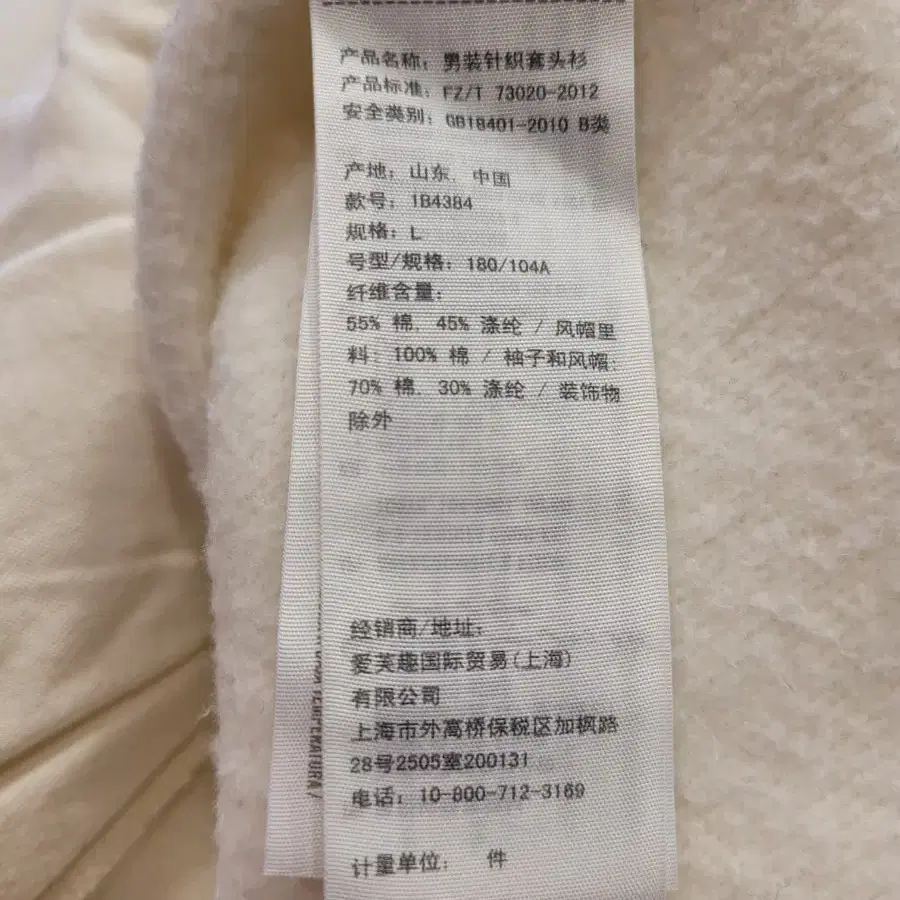 产品名称: 男装针织套头衫
产品标准: FZ/T 73020-2012
安全类别: GB18401-2010 B类
产地: 山东, 中国
款号: 1B4384
规格: L
号型/规格: 180/104A
纤维含量:
55% 棉, 45% 涤纶 / 风帽里
料: 100% 棉 / 袖子和风帽:
70% 棉, 30% 涤纶 / 装饰物
除外
经销商/地址:
爱芙趣国际贸易(上海)
有限公司
上海市外高桥保税区加枫路
28号2505室200131
电话: 10-800-712-3169
计量单位: 件